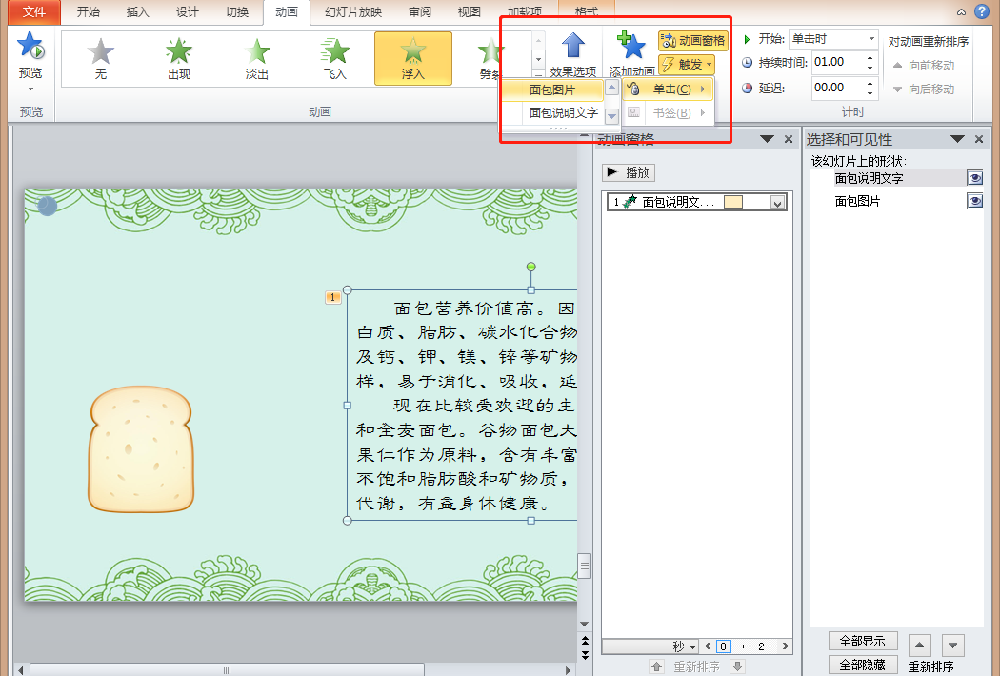 文件 开始 插入 设计 切换 动画 幻灯片放映 审阅 视图 加载项 格式
预览 无 出现 淡出 飞入 浮入 劈裂 效果选项 添加动画
动画窗格
触发
开始: 单击时
持续时间: 01.00
延迟: 00.00
对动画重新排序
向前移动
向后移动
预览 动画 计时
面包图片 单击(C)
面包说明文字 书签(B)
动画窗格
播放
1 面包说明文...
选择和可见性
该幻灯片上的形状:
面包说明文字
面包图片
1
面包营养价值高。因
白质、脂肪、碳水化合物
及钙、钾、镁、锌等矿物
样，易于消化、吸收，延
现在比较受欢迎的主
和全麦面包。谷物面包大
果仁作为原料，含有丰富
不饱和脂肪酸和矿物质，
代谢，有益身体健康。
秒 0 2
重新排序
全部显示
全部隐藏 重新排序